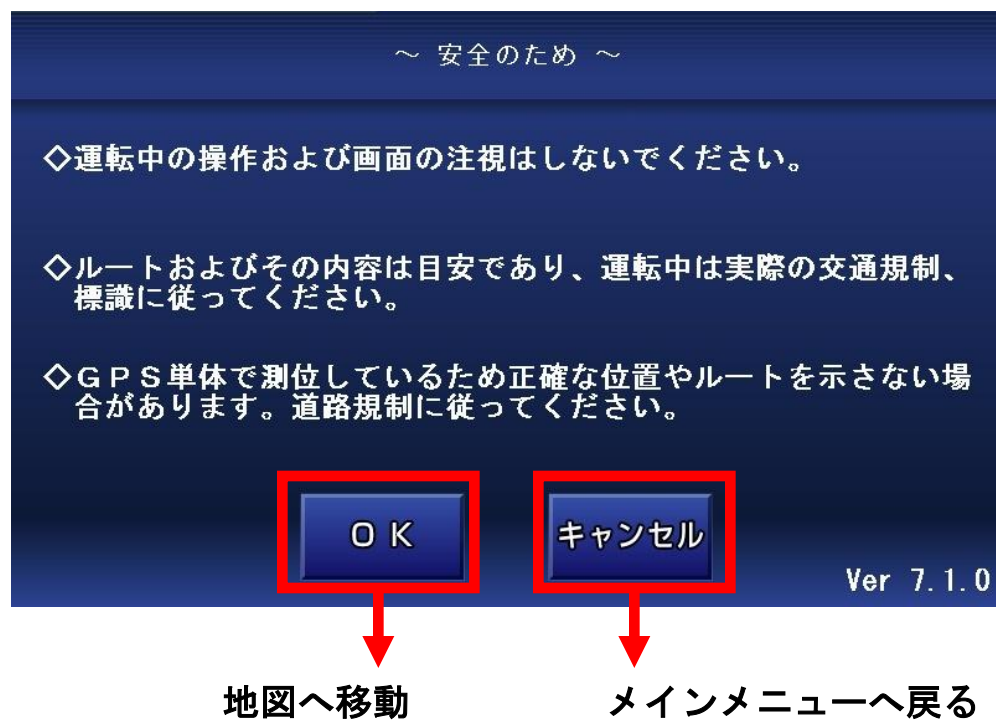 ～ 安全のため ～
◇運転中の操作および画面の注視はしないでください。
◇ルートおよびその内容は目安であり、運転中は実際の交通規制、
標識に従ってください。
◇ＧＰＳ単体で測位しているため正確な位置やルートを示さない場
合があります。道路規制に従ってください。
ＯＫ キャンセル
Ver 7.1.0
地図へ移動 メインメニューへ戻る